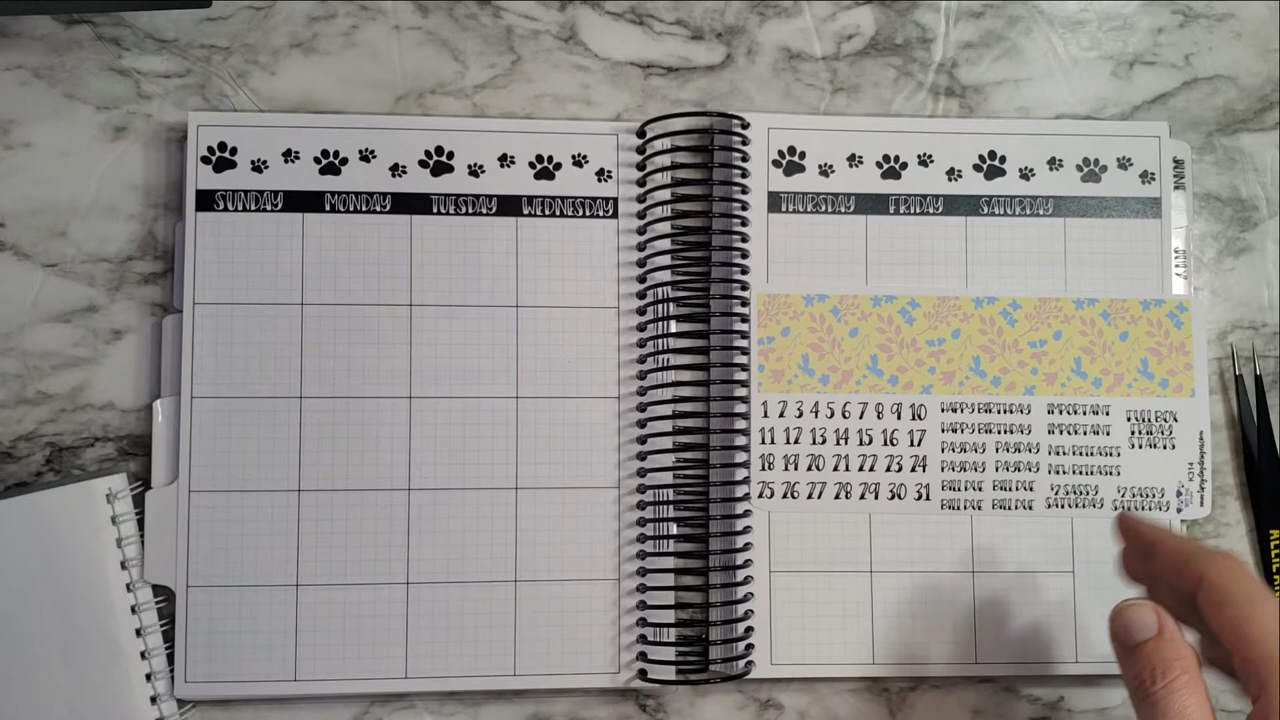 SUNDAY MONDAY TUESDAY WEDNESDAY
THURSDAY FRIDAY SATURDAY
JUNE
JULY
1 2 3 4 5 6 7 8 9 10
11 12 13 14 15 16 17
18 19 20 21 22 23 24
25 26 27 28 29 30 31
HAPPY BIRTHDAY
HAPPY BIRTHDAY
PAYDAY PAYDAY
PAYDAY PAYDAY
BILL DUE BILL DUE
BILL DUE BILL DUE
IMPORTANT
IMPORTANT
NEW RELEASES
NEW RELEASES
$2 SASSY
SATURDAY
$2 SASSY
SATURDAY
FULL BOX
FRIDAY
STARTS
K314